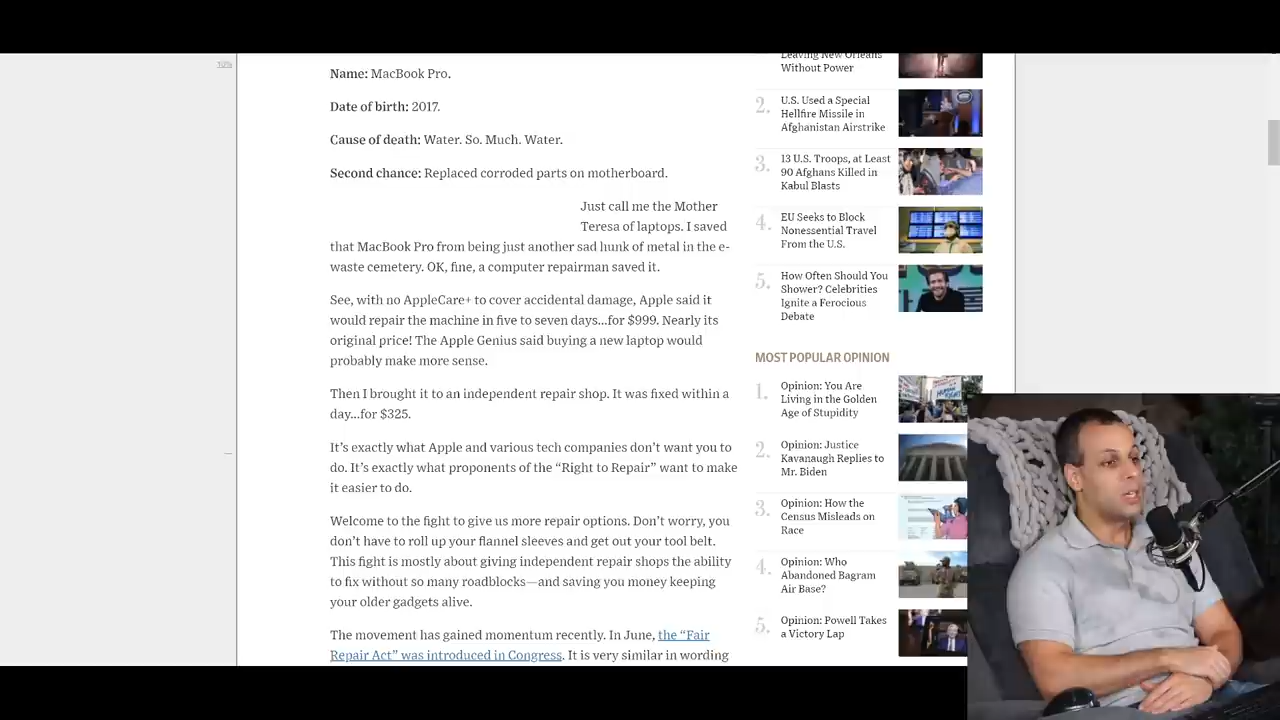 Name: MacBook Pro.
Date of birth: 2017.
Cause of death: Water. So. Much. Water.
Second chance: Replaced corroded parts on motherboard.
Just call me the Mother
Teresa of laptops. I saved
that MacBook Pro from being just another sad hunk of metal in the e-
waste cemetery. OK, fine, a computer repairman saved it.
See, with no AppleCare+ to cover accidental damage, Apple said it
would repair the machine in five to seven days...for $999. Nearly its
original price! The Apple Genius said buying a new laptop would
probably make more sense.
Then I brought it to an independent repair shop. It was fixed within a
day...for $325.
It’s exactly what Apple and various tech companies don’t want you to
do. It’s exactly what proponents of the “Right to Repair” want to make
it easier to do.
Welcome to the fight to give us more repair options. Don’t worry, you
don’t have to roll up your flannel sleeves and get out your tool belt.
This fight is mostly about giving independent repair shops the ability
to fix without so many roadblocks—and saving you money keeping
your older gadgets alive.
The movement has gained momentum recently. In June, the “Fair
Repair Act” was introduced in Congress. It is very similar in wording
Leaving New Orleans
Without Power
2. U.S. Used a Special
Hellfire Missile in
Afghanistan Airstrike
3. 13 U.S. Troops, at Least
90 Afghans Killed in
Kabul Blasts
4. EU Seeks to Block
Nonessential Travel
From the U.S.
5. How Often Should You
Shower? Celebrities
Ignite a Ferocious
Debate
MOST POPULAR OPINION
1. Opinion: You Are
Living in the Golden
Age of Stupidity
2. Opinion: Justice
Kavanaugh Replies to
Mr. Biden
3. Opinion: How the
Census Misleads on
Race
4. Opinion: Who
Abandoned Bagram
Air Base?
5. Opinion: Powell Takes
a Victory Lap